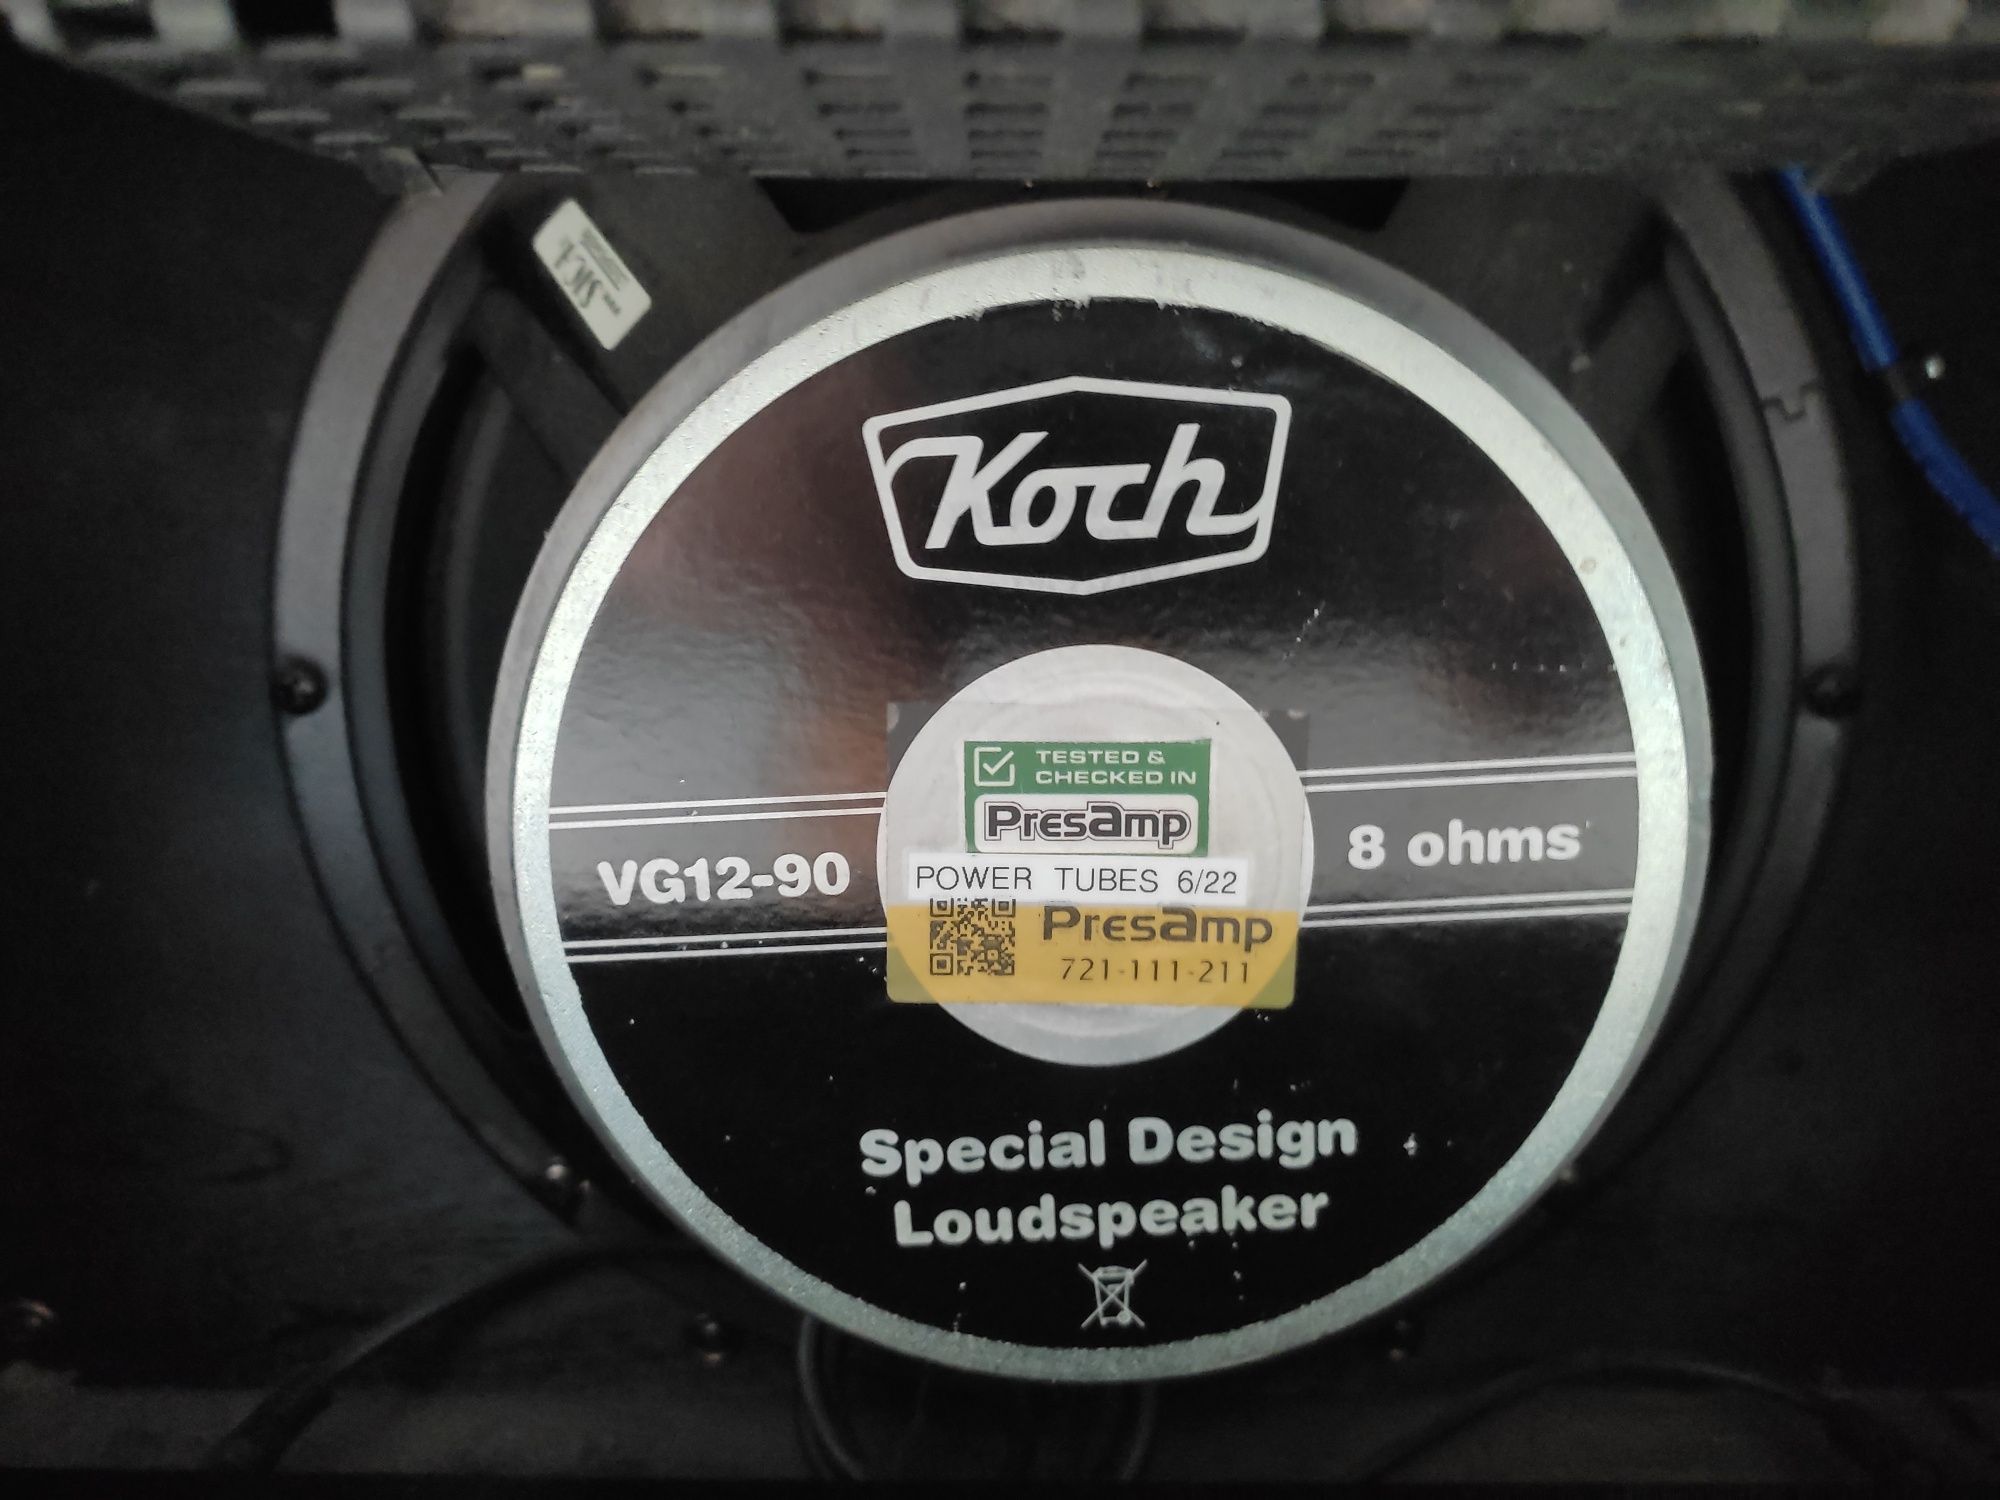 Koch
TESTED &
CHECKED IN
PresAmp
VG12-90
8 ohms
POWER TUBES 6/22
PresAmp
721-111-211
Special Design
Loudspeaker